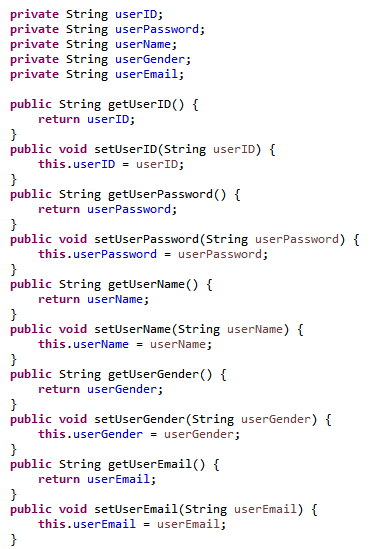 private String userID;
private String userPassword;
private String userName;
private String userGender;
private String userEmail;

public String getUserID() {
    return userID;
}
public void setUserID(String userID) {
    this.userID = userID;
}
public String getUserPassword() {
    return userPassword;
}
public void setUserPassword(String userPassword) {
    this.userPassword = userPassword;
}
public String getUserName() {
    return userName;
}
public void setUserName(String userName) {
    this.userName = userName;
}
public String getUserGender() {
    return userGender;
}
public void setUserGender(String userGender) {
    this.userGender = userGender;
}
public String getUserEmail() {
    return userEmail;
}
public void setUserEmail(String userEmail) {
    this.userEmail = userEmail;
}